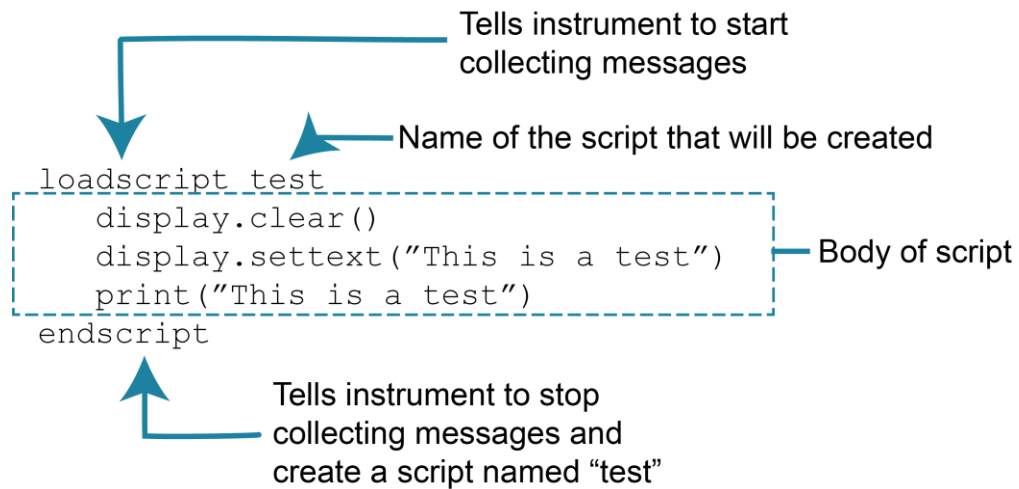 Tells instrument to start
collecting messages
Name of the script that will be created
loadscript test
display.clear()
display.settext(”This is a test”)
print(”This is a test”)
endscript
Body of script
Tells instrument to stop
collecting messages and
create a script named “test”